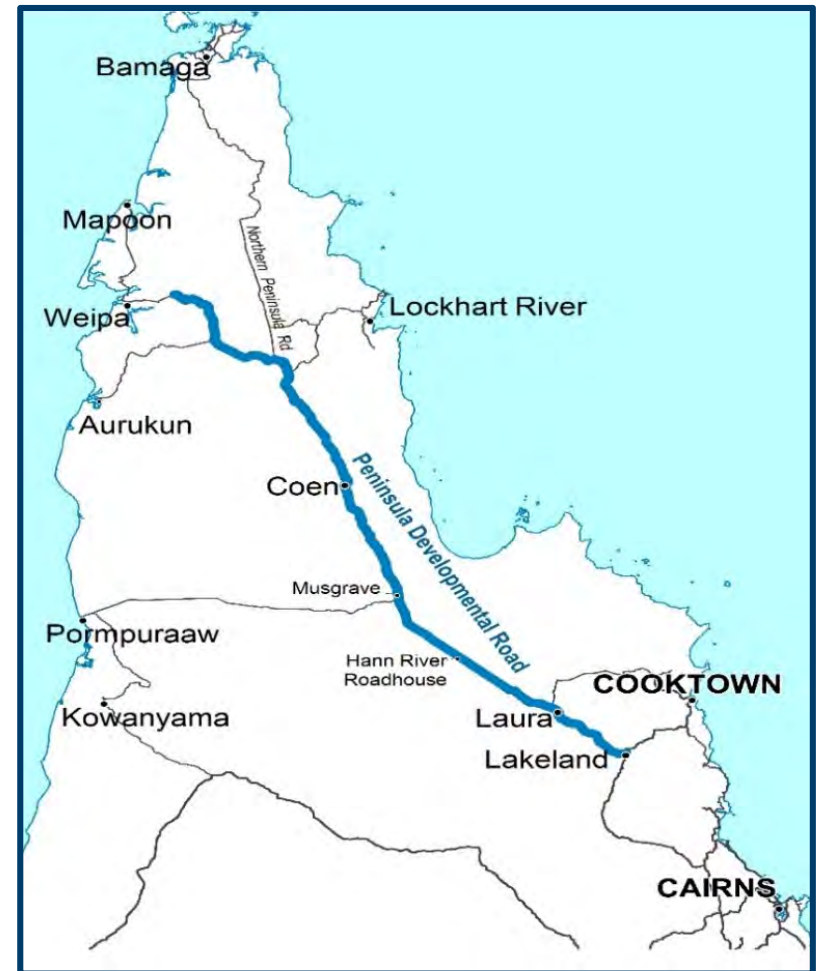 Bamaga
Mapoon
Northern Peninsula Rd
Weipa
Lockhart River
Aurukun
Coen
Peninsula Developmental Road
Musgrave
Pormpuraaw
Hann River
Roadhouse
COOKTOWN
Kowanyama
Laura
Lakeland
CAIRNS